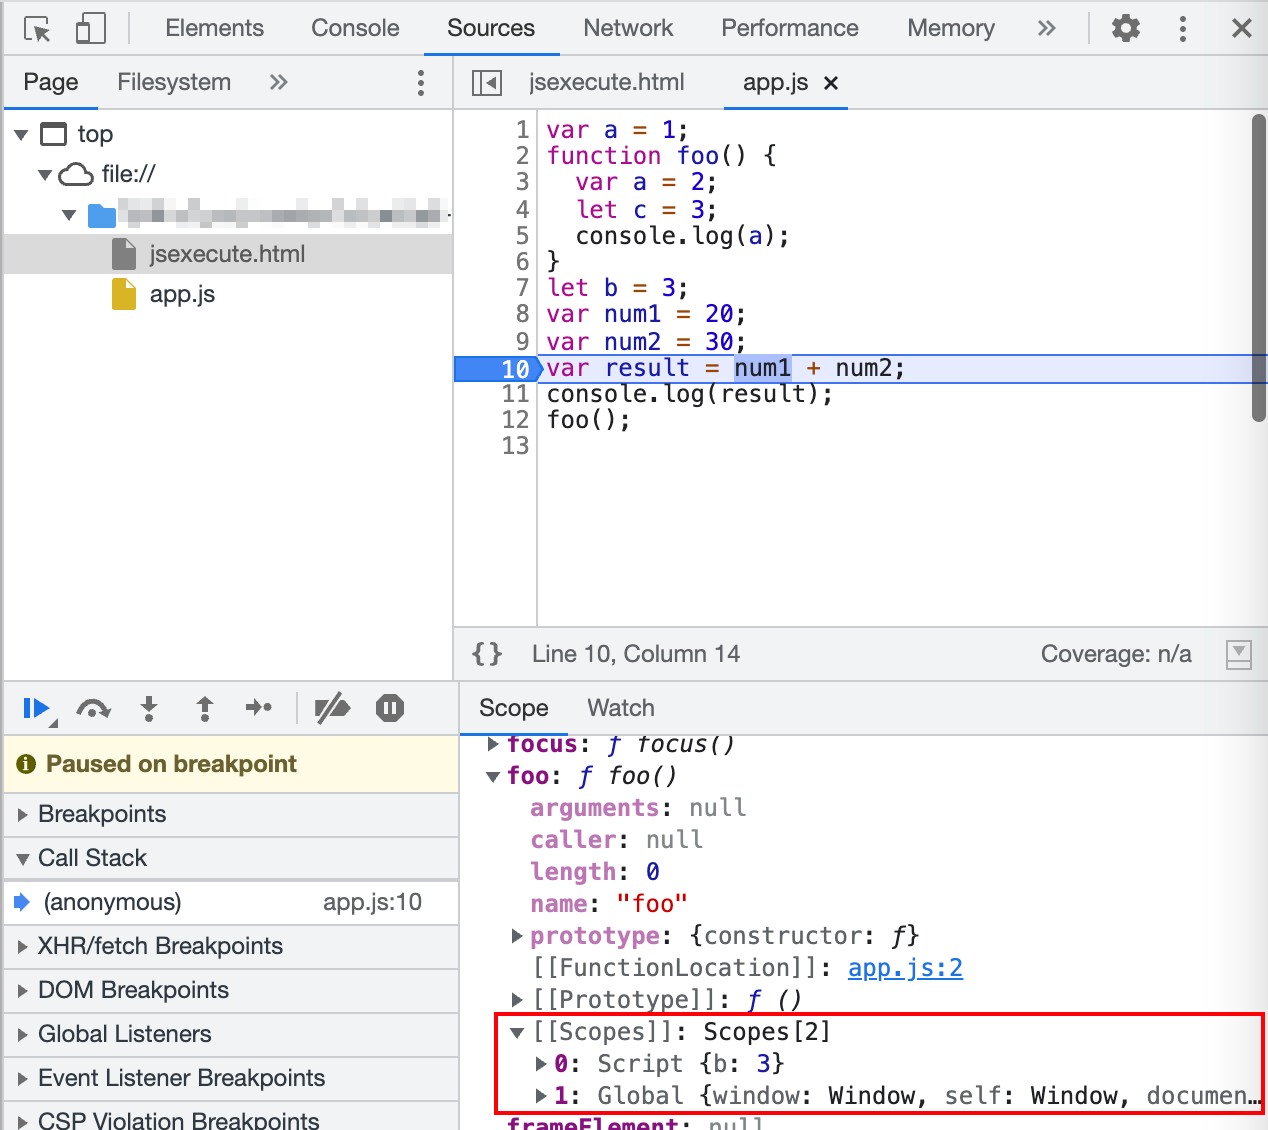 Elements Console Sources Network Performance Memory »
Page Filesystem » jsexecute.html app.js ×
top
file://
jsexecute.html
app.js
1 var a = 1;
2 function foo() {
3 var a = 2;
4 let c = 3;
5 console.log(a);
6 }
7 let b = 3;
8 var num1 = 20;
9 var num2 = 30;
10 var result = num1 + num2;
11 console.log(result);
12 foo();
13
{} Line 10, Column 14 Coverage: n/a
Paused on breakpoint
Breakpoints
Call Stack
(anonymous) app.js:10
XHR/fetch Breakpoints
DOM Breakpoints
Global Listeners
Event Listener Breakpoints
CSP Violation Breakpoints
Scope Watch
focus: ƒ focus()
foo: ƒ foo()
arguments: null
caller: null
length: 0
name: "foo"
prototype: {constructor: ƒ}
[[FunctionLocation]]: app.js:2
[[Prototype]]: ƒ ()
[[Scopes]]: Scopes[2]
0: Script {b: 3}
1: Global {window: Window, self: Window, documen…
frameElement: null